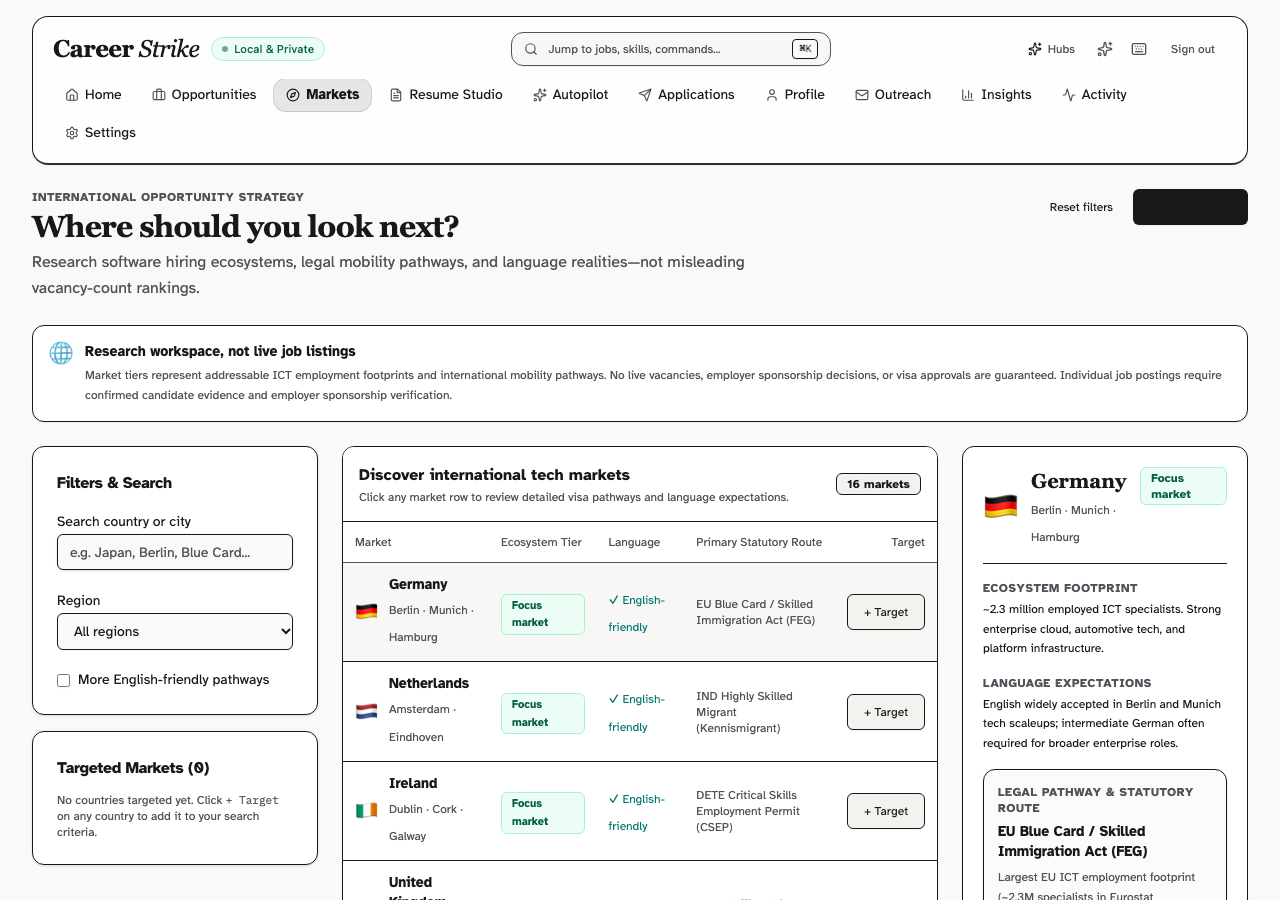 Career Strike
Local & Private
Jump to jobs, skills, commands...
⌘K
Hubs
Sign out
Home
Opportunities
Markets
Resume Studio
Autopilot
Applications
Profile
Outreach
Insights
Activity
Settings
INTERNATIONAL OPPORTUNITY STRATEGY
Where should you look next?
Research software hiring ecosystems, legal mobility pathways, and language realities—not misleading
vacancy-count rankings.
Reset filters
Research workspace, not live job listings
Market tiers represent addressable ICT employment footprints and international mobility pathways. No live vacancies, employer sponsorship decisions, or visa approvals are guaranteed. Individual job postings require
confirmed candidate evidence and employer sponsorship verification.
Filters & Search
Search country or city
e.g. Japan, Berlin, Blue Card...
Region
All regions
More English-friendly pathways
Targeted Markets (0)
No countries targeted yet. Click + Target
on any country to add it to your search
criteria.
Discover international tech markets
Click any market row to review detailed visa pathways and language expectations.
16 markets
Market
Ecosystem Tier
Language
Primary Statutory Route
Target
Germany
Berlin · Munich ·
Hamburg
Focus
market
✓ English-
friendly
EU Blue Card / Skilled
Immigration Act (FEG)
+ Target
Netherlands
Amsterdam ·
Eindhoven
Focus
market
✓ English-
friendly
IND Highly Skilled
Migrant
(Kennismigrant)
+ Target
Ireland
Dublin · Cork ·
Galway
Focus
market
✓ English-
friendly
DETE Critical Skills
Employment Permit
(CSEP)
+ Target
United
Kingdom
Germany
Berlin · Munich ·
Hamburg
Focus
market
ECOSYSTEM FOOTPRINT
~2.3 million employed ICT specialists. Strong
enterprise cloud, automotive tech, and
platform infrastructure.
LANGUAGE EXPECTATIONS
English widely accepted in Berlin and Munich
tech scaleups; intermediate German often
required for broader enterprise roles.
LEGAL PATHWAY & STATUTORY
ROUTE
EU Blue Card / Skilled
Immigration Act (FEG)
Largest EU ICT employment footprint
(~2.3M specialists in Eurostat